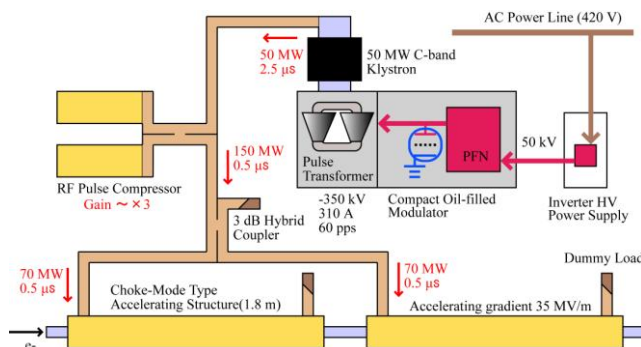 AC Power Line (420 V)
50 MW
2.5 μs
50 MW C-band
Klystron
50 kV
PFN
Pulse
Transformer
Compact Oil-filled
Modulator
Inverter HV
Power Supply
-350 kV
310 A
60 pps
150 MW
0.5 μs
RF Pulse Compressor
Gain ~ ×3
3 dB Hybrid
Coupler
70 MW
0.5 μs
Choke-Mode Type
Accelerating Structure(1.8 m)
70 MW
0.5 μs
Dummy Load
Accelerating gradient 35 MV/m